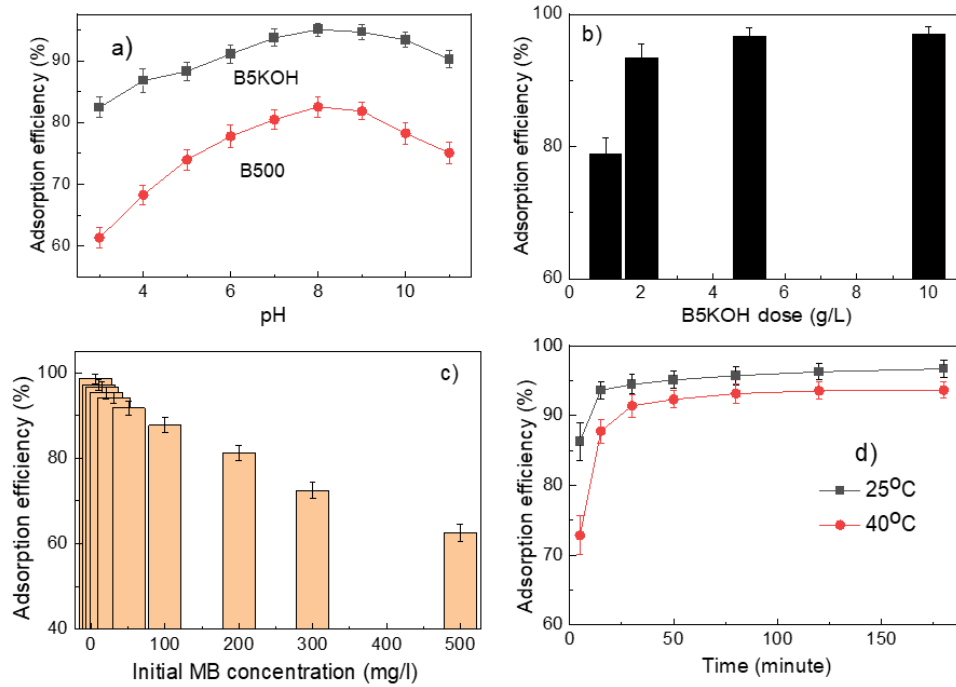 a)
B5KOH
B500
90
80
70
60
4
6
8
10
pH
Adsorption efficiency (%)
b)
100
80
60
0
2
4
6
8
10
B5KOH dose (g/L)
Adsorption efficiency (%)
c)
100
80
60
40
0
100
200
300
400
500
Initial MB concentration (mg/l)
Adsorption efficiency (%)
d)
25⁰C
40⁰C
100
90
80
70
60
0
50
100
150
Time (minute)
Adsorption efficiency (%)